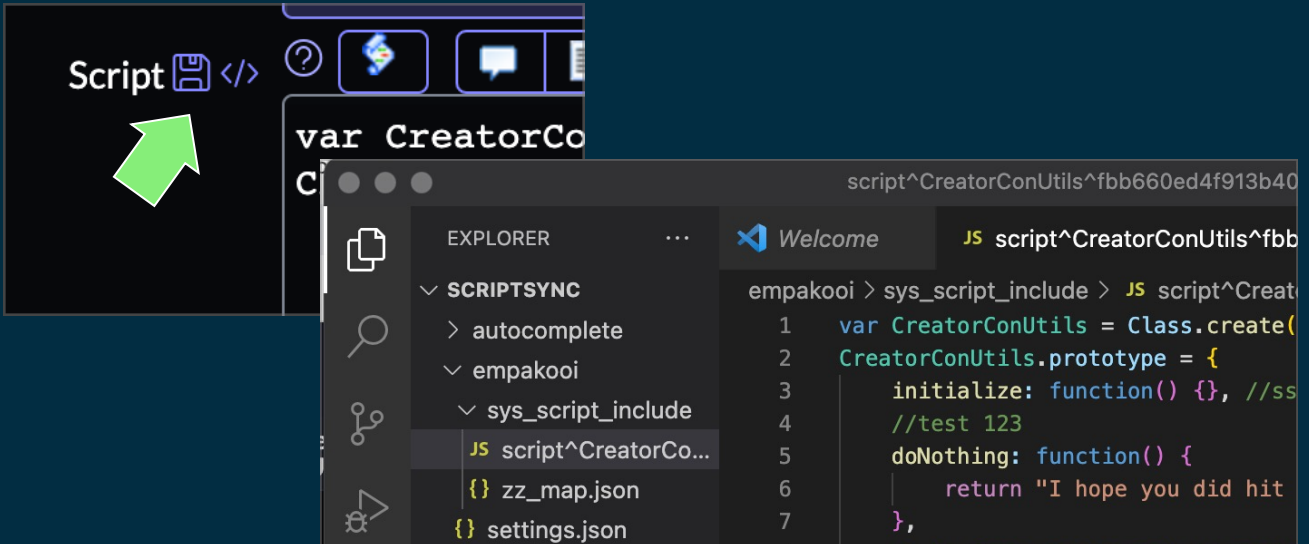 Script
var CreatorCo
C
script^CreatorConUtils^fbb660ed4f913b40
EXPLORER ...
Welcome
JS script^CreatorConUtils^fbb
SCRIPTSYNC
autocomplete
empakooi
sys_script_include
JS script^CreatorCo...
{} zz_map.json
{} settings.json
empakooi > sys_script_include > JS script^Creat
1 var CreatorConUtils = Class.create(
2 CreatorConUtils.prototype = {
3 initialize: function() {}, //ss
4 //test 123
5 doNothing: function() {
6 return "I hope you did hit
7 },